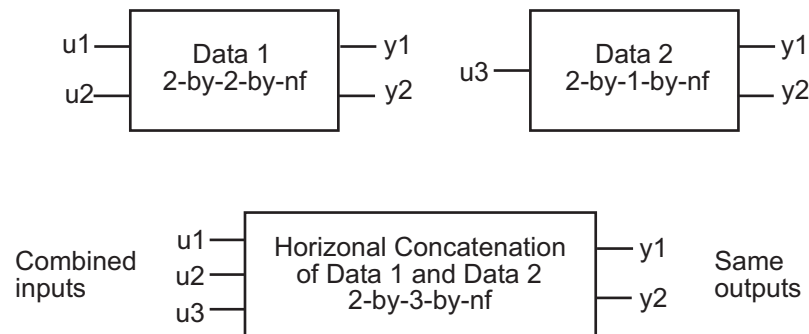 u1
u2
Data 1
2-by-2-by-nf
y1
y2
u3
Data 2
2-by-1-by-nf
y1
y2
Combined
inputs
u1
u2
u3
Horizonal Concatenation
of Data 1 and Data 2
2-by-3-by-nf
y1
y2
Same
outputs